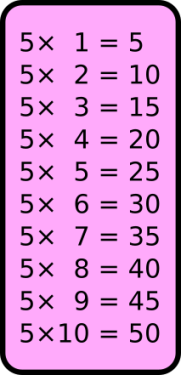 5× 1 = 5
5× 2 = 10
5× 3 = 15
5× 4 = 20
5× 5 = 25
5× 6 = 30
5× 7 = 35
5× 8 = 40
5× 9 = 45
5×10 = 50